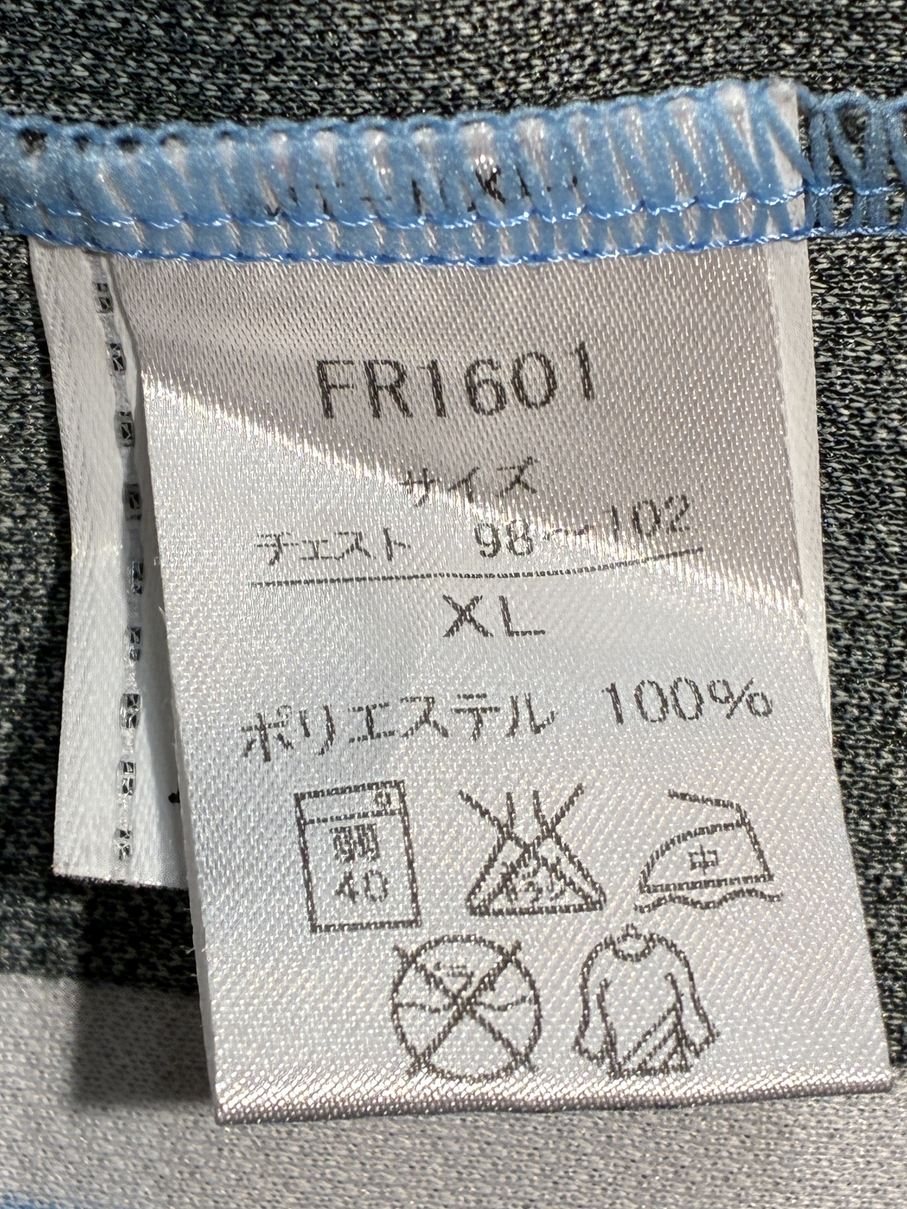 FR1601
サイズ
チェスト 98～102
XL
ポリエステル 100%
弱
40
中